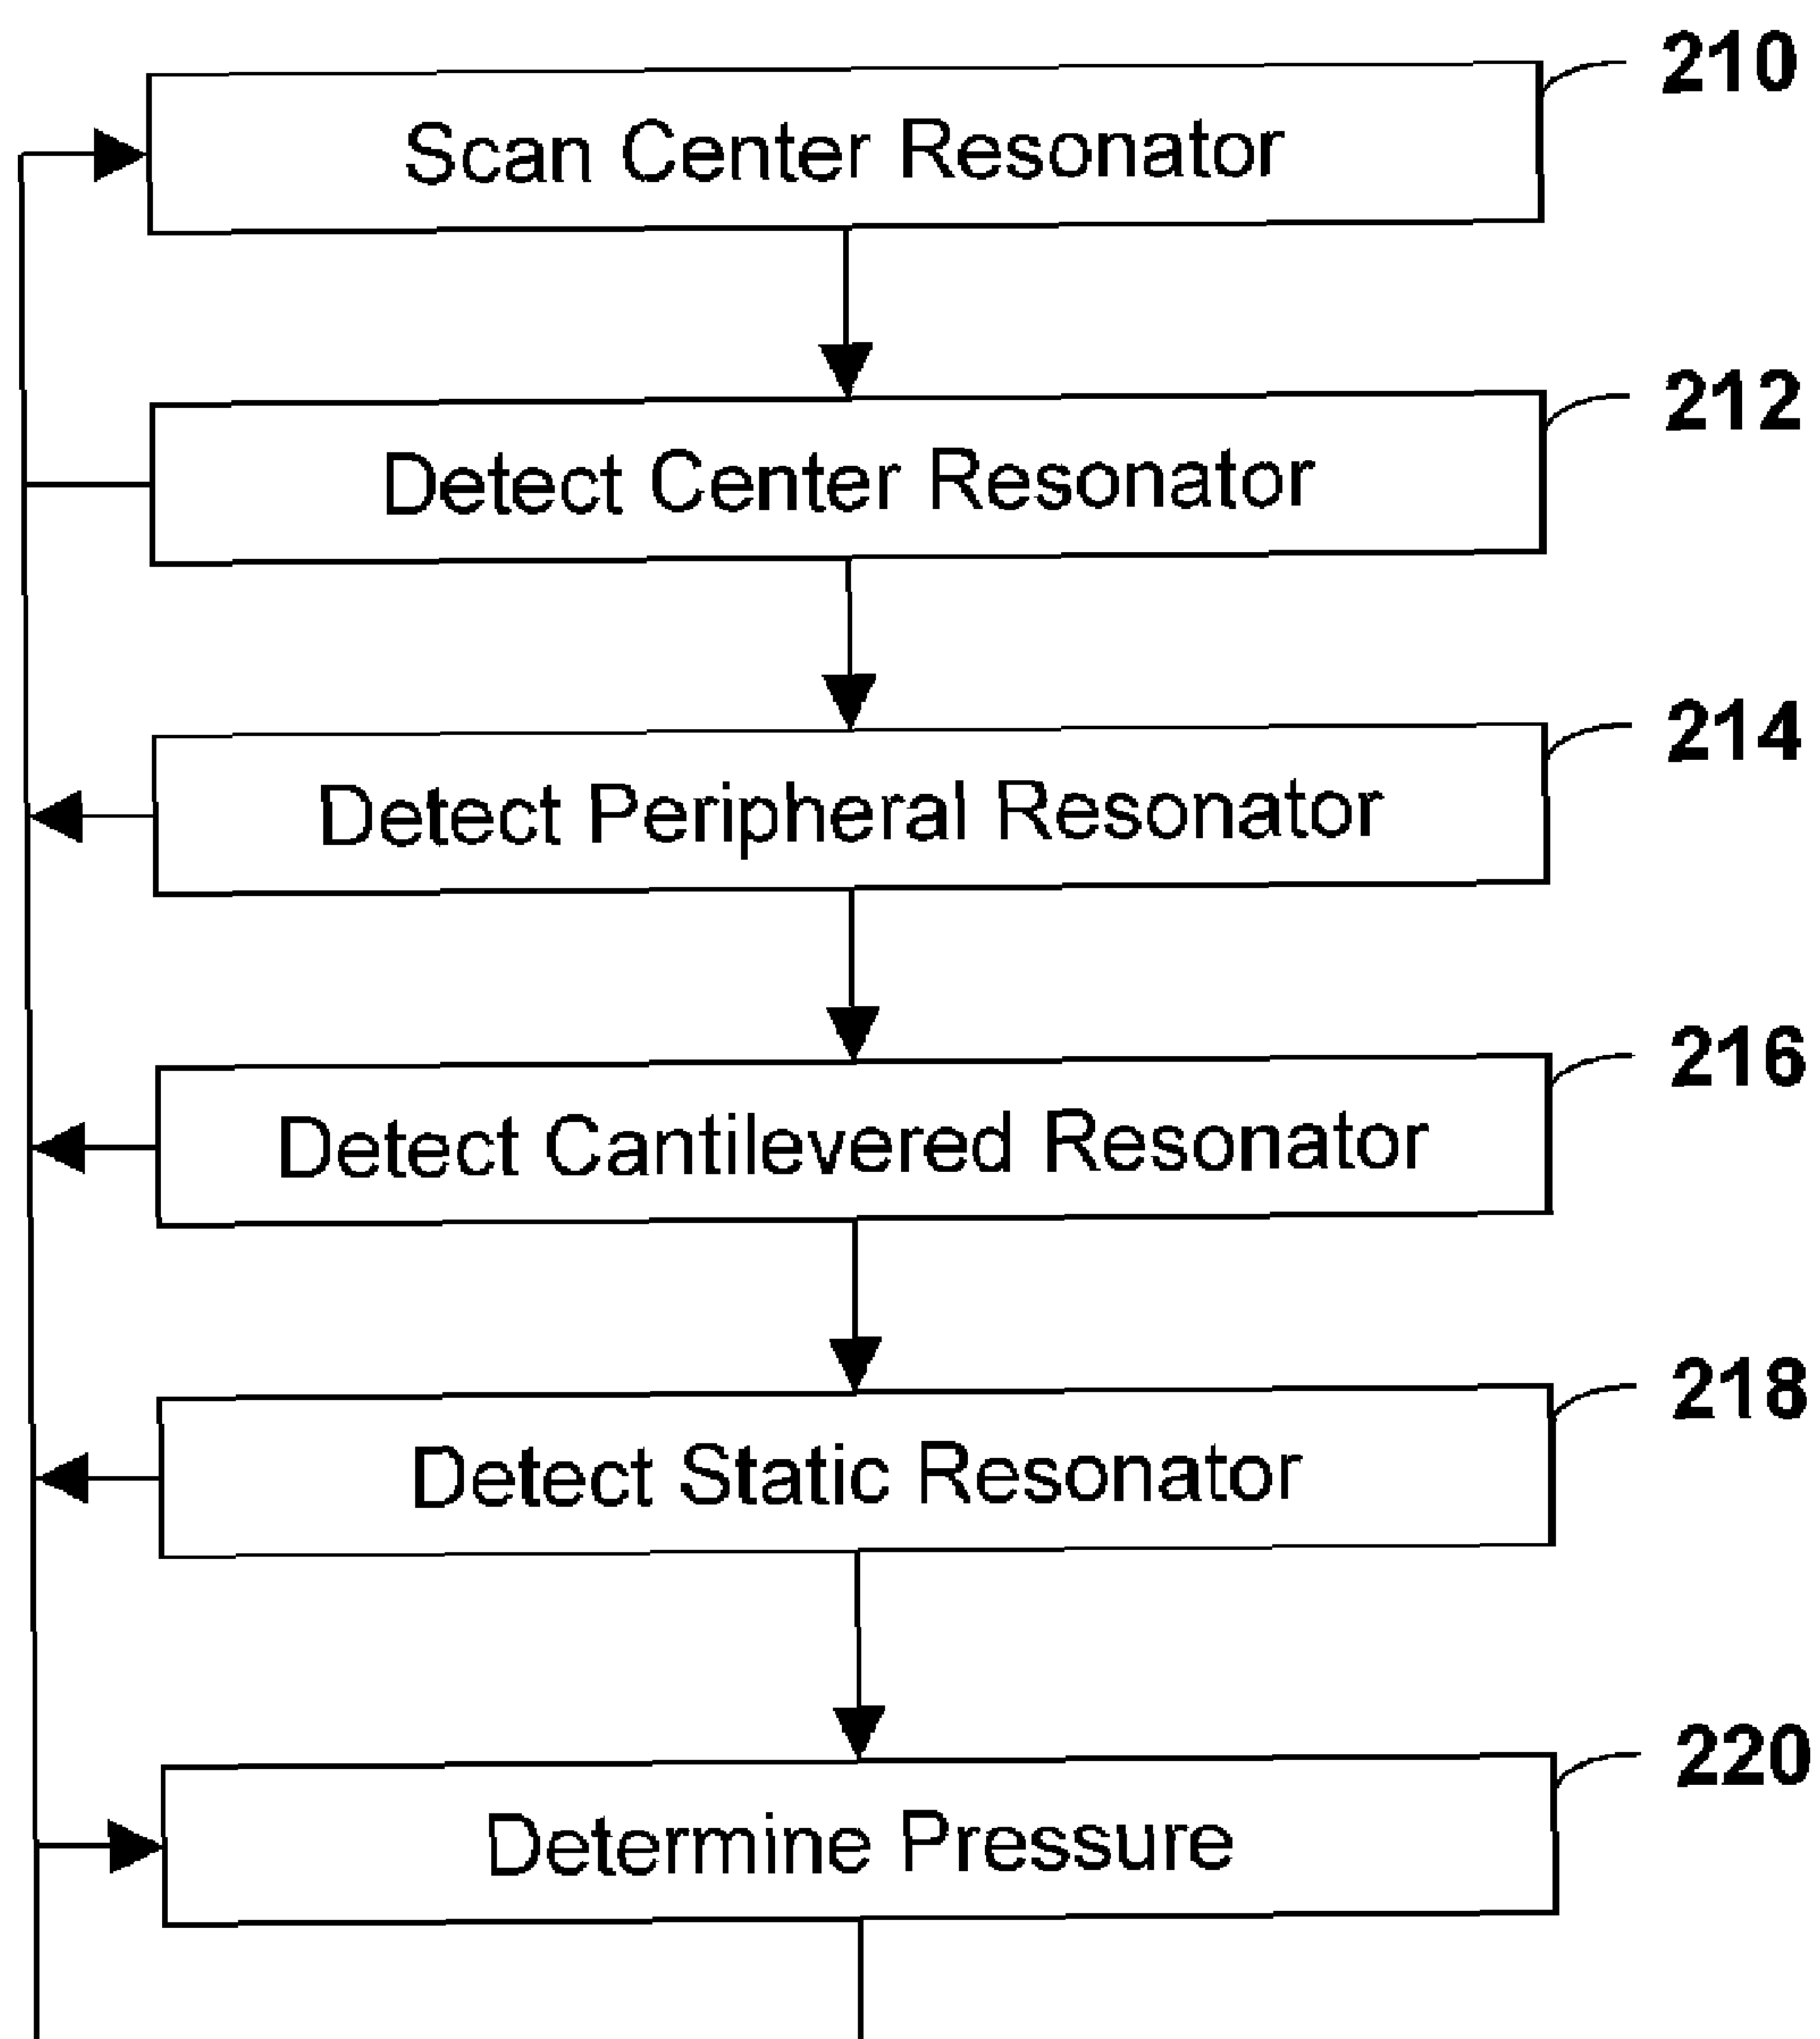 210
Scan Center Resonator
212
Detect Center Resonator
214
Detect Peripheral Resonator
216
Detect Cantilevered Resonator
218
Detect Static Resonator
220
Determine Pressure